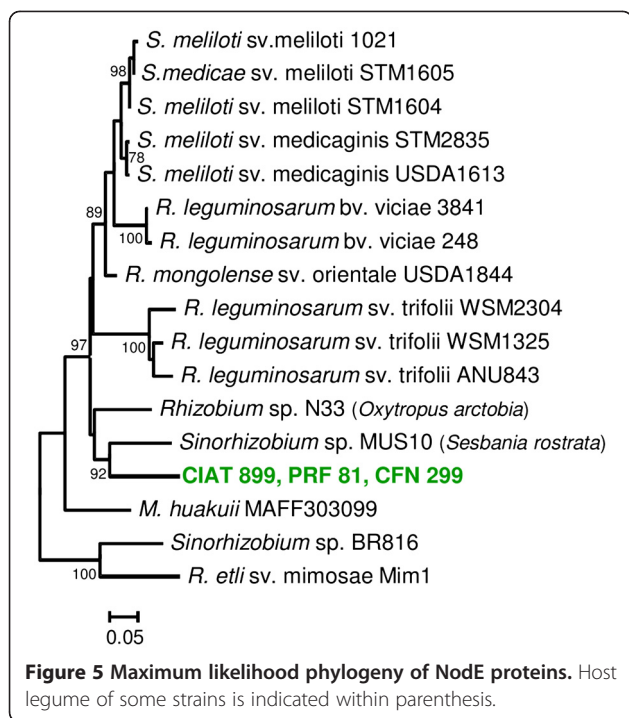 S. meliloti sv.meliloti 1021
98
S.medicae sv. meliloti STM1605
S. meliloti sv. meliloti STM1604
S. meliloti sv. medicaginis STM2835
78
S. meliloti sv. medicaginis USDA1613
89
R. leguminosarum bv. viciae 3841
100
R. leguminosarum bv. viciae 248
R. mongolense sv. orientale USDA1844
R. leguminosarum sv. trifolii WSM2304
97
100
R. leguminosarum sv. trifolii WSM1325
R. leguminosarum sv. trifolii ANU843
Rhizobium sp. N33 (Oxytropus arctobia)
Sinorhizobium sp. MUS10 (Sesbania rostrata)
92
CIAT 899, PRF 81, CFN 299
M. huakuii MAFF303099
Sinorhizobium sp. BR816
100
R. etli sv. mimosae Mim1
0.05
Figure 5 Maximum likelihood phylogeny of NodE proteins. Host
legume of some strains is indicated within parenthesis.